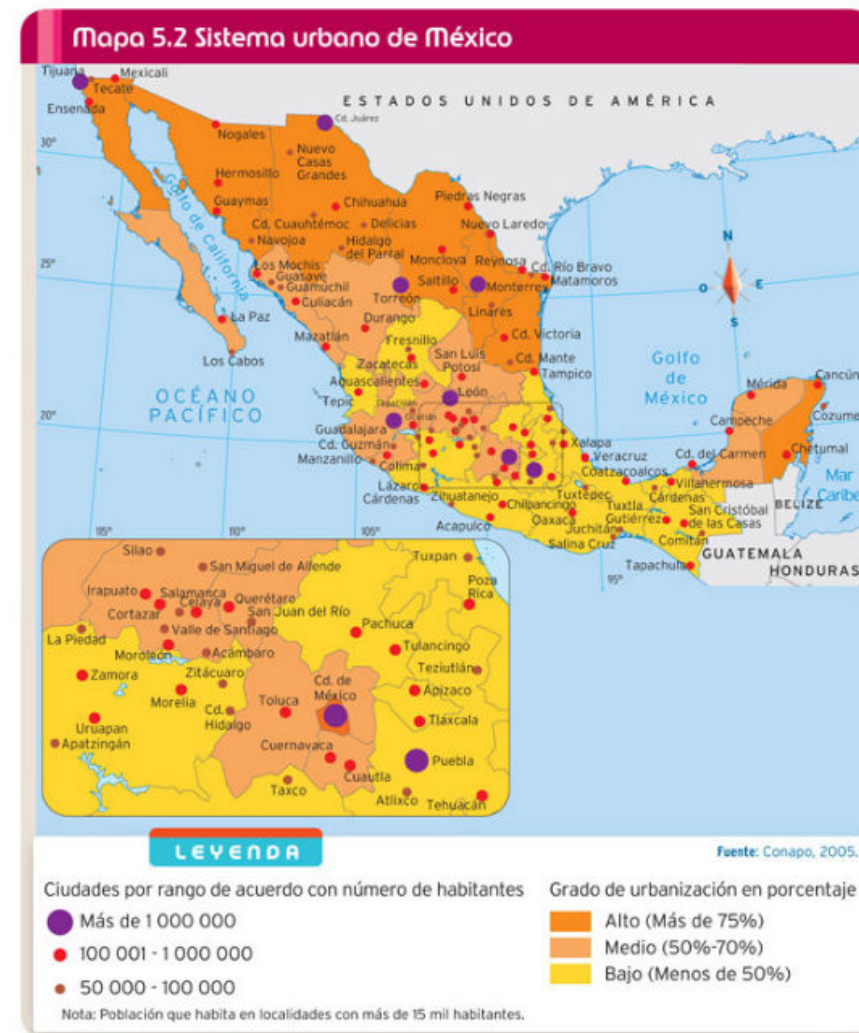 Mapa 5.2 Sistema urbano de México
Tijuana
Mexicali
Tecate
Ensenada
ESTADOS UNIDOS DE AMÉRICA
Cd. Juárez
Nogales
30°
Nuevo
Casas
Grandes
Hermosillo
Guaymas
Golfo de California
Chihuahua
Cd. Cuauhtémoc
Delicias
Piedras Negras
Nuevo Laredo
Navojoa
Hidalgo
del Parral
N
O
E
S
25°
Los Mochis
Guasave
Guamúchil
Culiacán
Monclova
Reynosa
Cd. Río Bravo
Matamoros
Saltillo
Monterrey
Torreón
Linares
La Paz
Durango
Cd. Victoria
Mazatlán
Fresnillo
Los Cabos
Zacatecas
San Luis
Potosí
Cd. Mante
Tampico
Golfo
de
México
Cancún
Mérida
OCÉANO
PACÍFICO
Aguascalientes
Tepic
León
Cozume
20°
Guadalajara
Ocotlán
Campeche
Cd. Guzmán
Manzanillo
Colima
Xalapa
Veracruz
Cd. del Carmen
Chetumal
Coatzacoalcos
Villahermosa
Mar
Caribe
Lázaro
Cárdenas
Zihuatanejo
Chilpancingo
Tuxtepec
Cárdenas
BELIZE
Acapulco
Oaxaca
Tuxtla
Gutiérrez
San Cristóbal
de las Casas
Juchitán
Salina Cruz
Comitán
GUATEMALA
HONDURAS
Tapachula
115°
110°
105°
95°
Silao
San Miguel de Allende
Tuxpan
Irapuato
Salamanca
Celaya
Querétaro
Cortazar
San Juan del Río
Poza
Rica
La Piedad
Valle de Santiago
Pachuca
Moroleón
Acámbaro
Tulancingo
Teziutlán
Zamora
Zitácuaro
Cd. de
México
Morelia
Toluca
Apizaco
Cd.
Hidalgo
Tlaxcala
Uruapan
Apatzingán
Cuernavaca
Puebla
Cuautla
Taxco
Atlixco
Tehuacán
LEYENDA
Fuente: Conapo, 2005.
Ciudades por rango de acuerdo con número de habitantes
Más de 1 000 000
100 001 - 1 000 000
50 000 - 100 000
Grado de urbanización en porcentaje
Alto (Más de 75%)
Medio (50%-70%)
Bajo (Menos de 50%)
Nota: Población que habita en localidades con más de 15 mil habitantes.